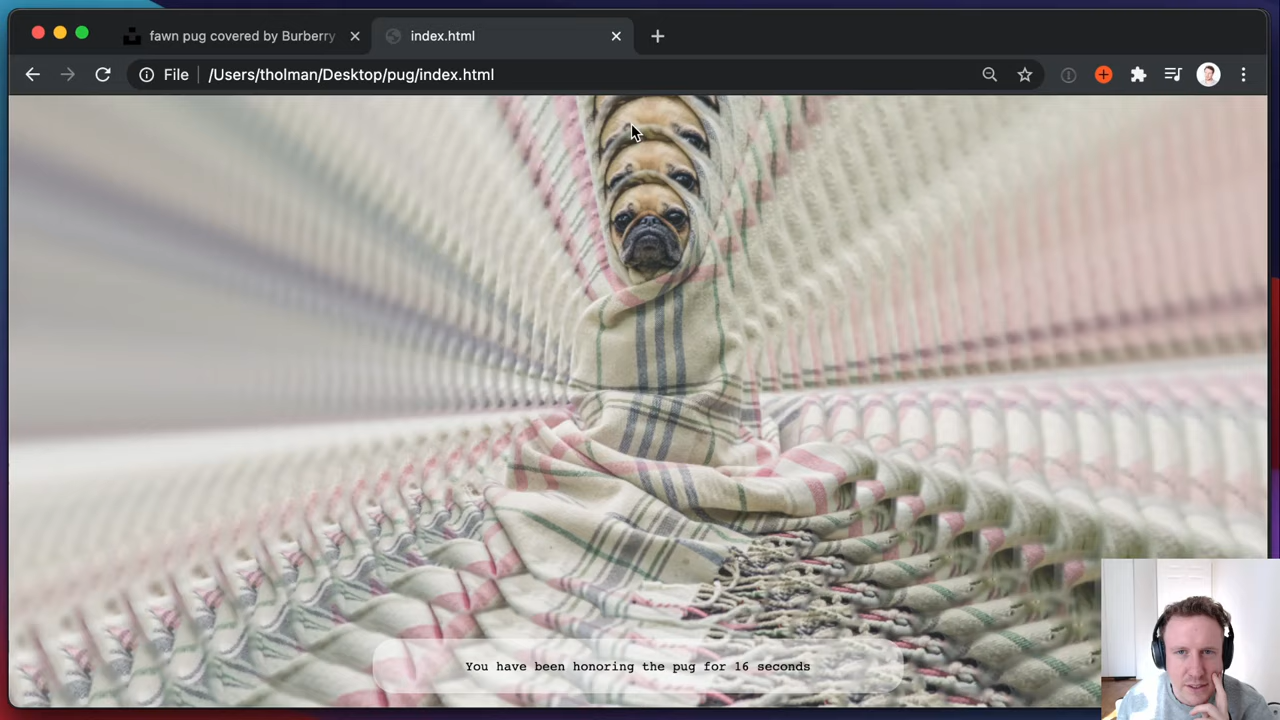 fawn pug covered by Burberry
index.html
File
/Users/tholman/Desktop/pug/index.html
You have been honoring the pug for 16 seconds